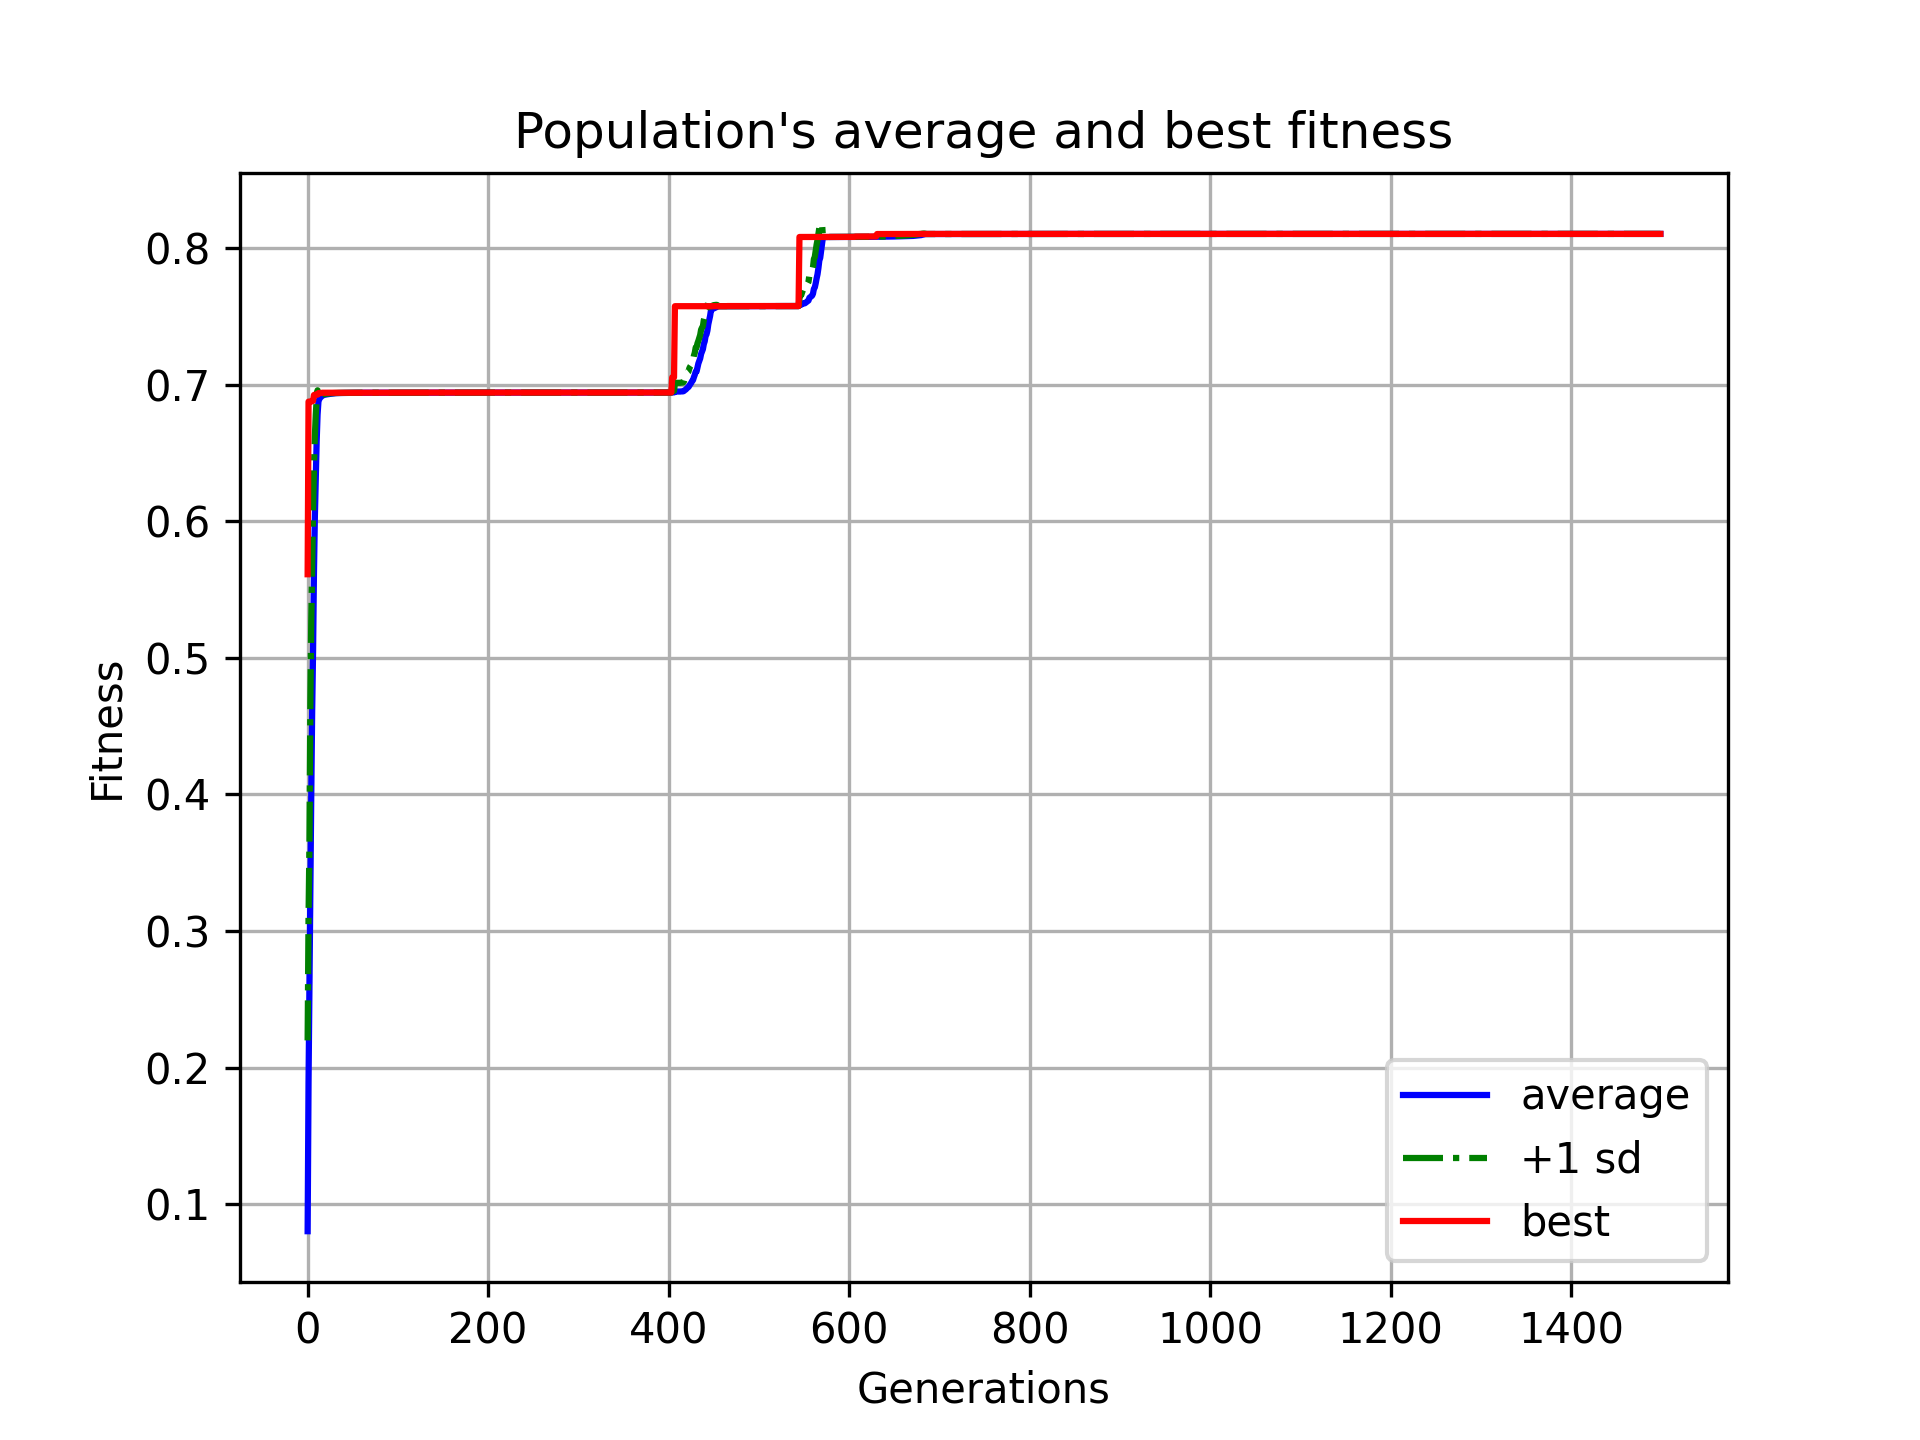 Population's average and best fitness
Fitness
0.8
0.7
0.6
0.5
0.4
0.3
0.2
0.1
average
+1 sd
best
0 200 400 600 800 1000 1200 1400
Generations